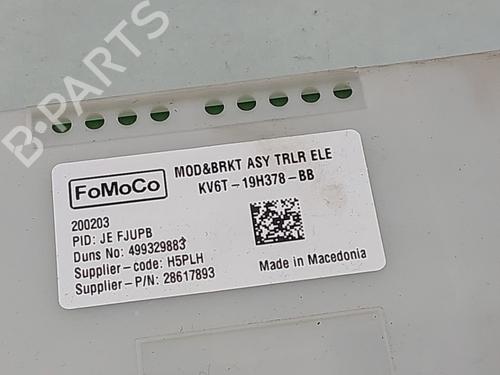 B-PARTS
FoMoCo
MOD&BRKT ASY TRLR ELE
KV6T-19H378-BB
200203
PID: JE FJUPB
Duns No: 499329883
Supplier-code: H5PLH
Supplier-P/N: 28617893
Made in Macedonia